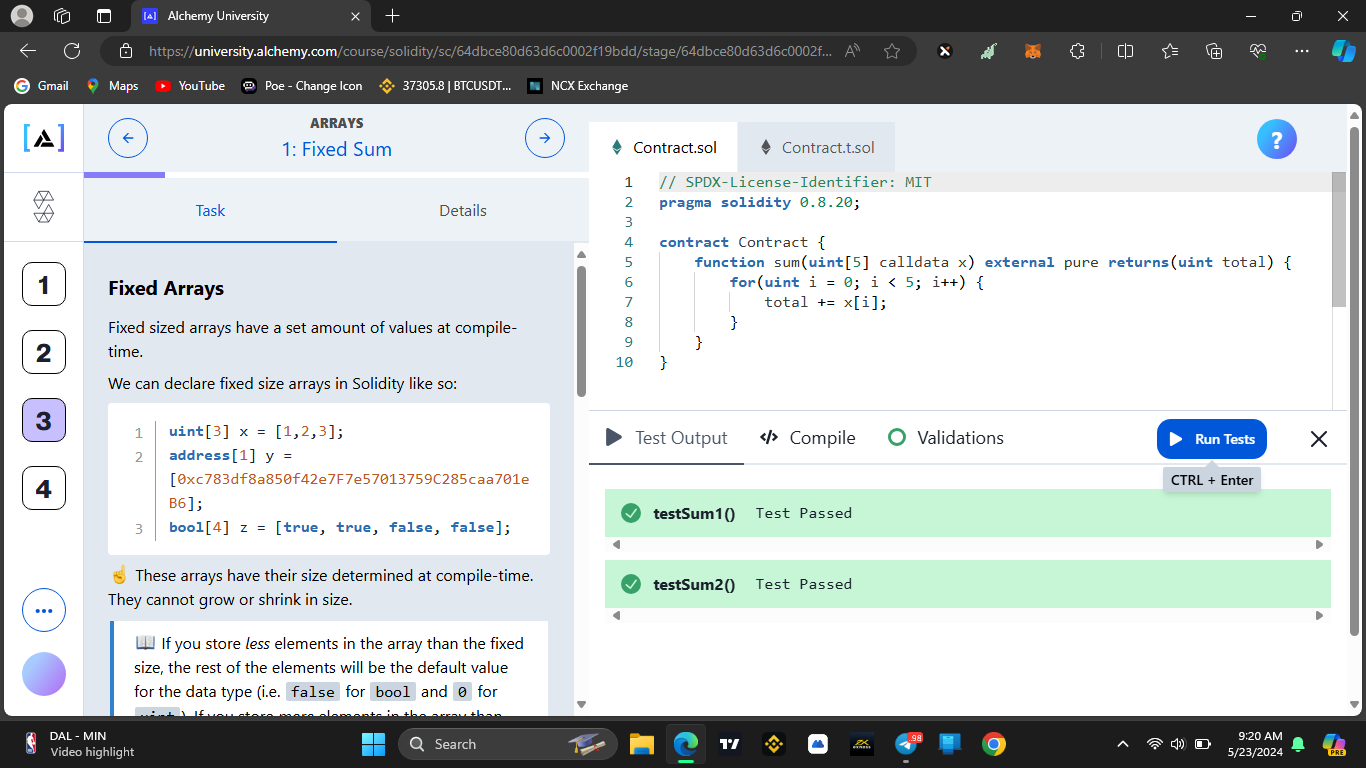 Alchemy University
https://university.alchemy.com/course/solidity/sc/64dbce80d63d6c0002f19bdd/stage/64dbce80d63d6c0002f...
Gmail
Maps
YouTube
Poe - Change Icon
37305.8 | BTCUSDT...
NCX Exchange
ARRAYS
1: Fixed Sum
Task
Details
1
2
3
4
Fixed Arrays
Fixed sized arrays have a set amount of values at compile-
time.
We can declare fixed size arrays in Solidity like so:
1 uint[3] x = [1,2,3];
2 address[1] y =
[0xc783df8a850f42e7F7e57013759C285caa701e
B6];
3 bool[4] z = [true, true, false, false];
☝️ These arrays have their size determined at compile-time.
They cannot grow or shrink in size.
📖 If you store less elements in the array than the fixed
size, the rest of the elements will be the default value
for the data type (i.e. false for bool and 0 for
uint). If you store more elements in the array than
Contract.sol
Contract.t.sol
?
1 // SPDX-License-Identifier: MIT
2 pragma solidity 0.8.20;
3
4 contract Contract {
5 function sum(uint[5] calldata x) external pure returns(uint total) {
6 for(uint i = 0; i < 5; i++) {
7 total += x[i];
8 }
9 }
10 }
Test Output
Compile
Validations
Run Tests
CTRL + Enter
testSum1() Test Passed
testSum2() Test Passed
DAL - MIN
Video highlight
Search
98
9:20 AM
5/23/2024
PRE